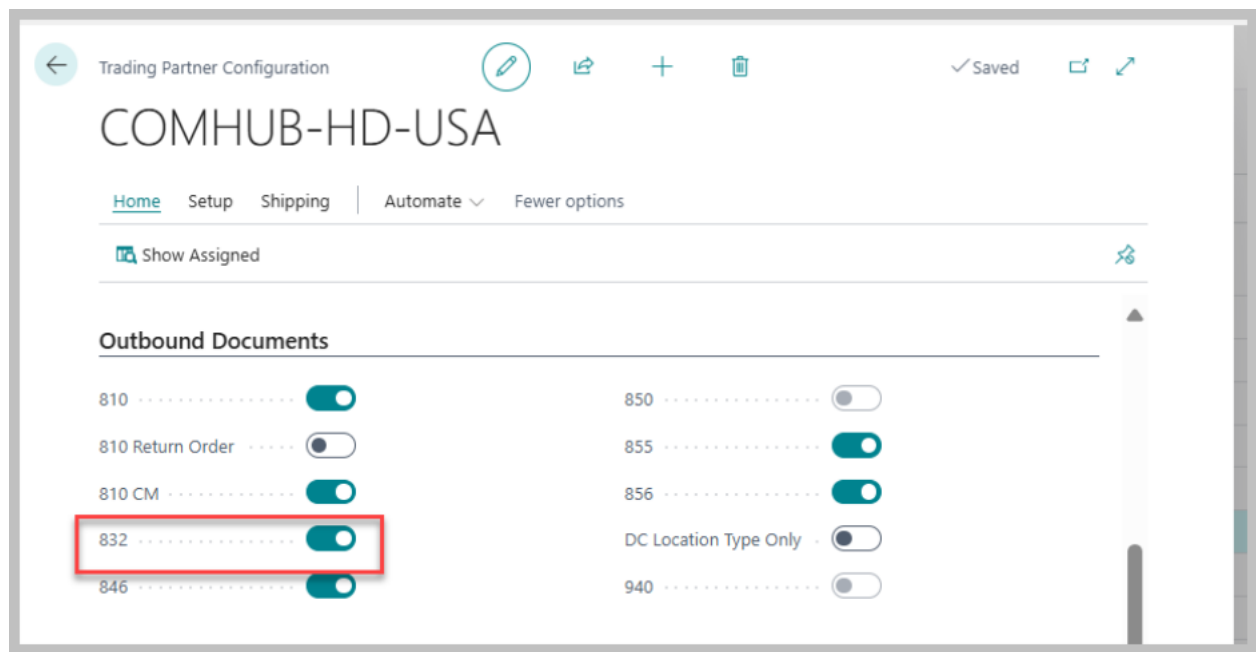 Trading Partner Configuration
Saved
COMHUB-HD-USA
Home Setup Shipping Automate Fewer options
Show Assigned
Outbound Documents
810 850
810 Return Order 855
810 CM 856
832 DC Location Type Only
846 940